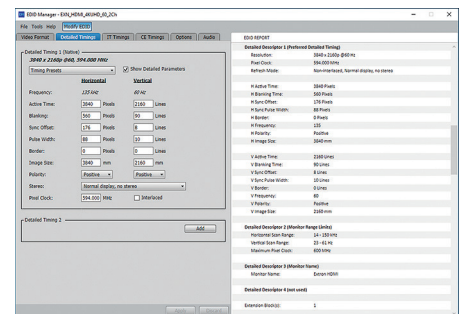 EDID Manager - EXN_HDMI_4KUHD_60_2Ch
File Tools Help Modify EDID
Video Format Detailed Timings IT Timings CE Timings Option Audio
Detailed Timing 1 (Native)
3840 x 2160p @60, 594.000 MHz
Timing Presets Show Detailed Parameters
Horizontal Vertical
Frequency: 135 kHz 60 Hz
Active Time: 3840 Pixels 2160 Lines
Blanking: 560 Pixels 90 Lines
Sync Offset: 176 Pixels 8 Lines
Pulse Width: 88 Pixels 10 Lines
Border: 0 Pixels 0 Lines
Image Size: 3840 mm 2160 mm
Polarity: Positive Positive
Stereo: Normal display, no stereo
Pixel Clock: 594.000 MHz Interlaced
Detailed Timing 2
Add
EDID REPORT
Detailed Descriptor 1 (Preferred Detailed Timing)
Resolution: 3840 x 2160p @ 60 Hz
Pixel Clock: 594.000 MHz
Refresh Mode: Non-Interlaced, Normal display, no stereo
H Active Time: 3840 Pixels
H Blanking Time: 560 Pixels
H Sync Offset: 176 Pixels
H Sync Pulse Width: 88 Pixels
H Border: 0 Pixels
H Frequency: 135
H Polarity: Positive
H Image Size: 3840 mm
V Active Time: 2160 Lines
V Blanking Time: 90 Lines
V Sync Offset: 8 Lines
V Sync Pulse Width: 10 Lines
V Border: 0 Lines
V Frequency: 60
V Polarity: Positive
V Image Size: 2160 mm
Detailed Descriptor 2 (Monitor Range Limits)
Horizontal Scan Range: 14 - 150 kHz
Vertical Scan Range: 23 - 61 Hz
Maximum Pixel Clock: 600 MHz
Detailed Descriptor 3 (Monitor Name)
Monitor Name: Extron HDMI
Detailed Descriptor 4 (not used)
Extension Block(s): 1
Apply Discard